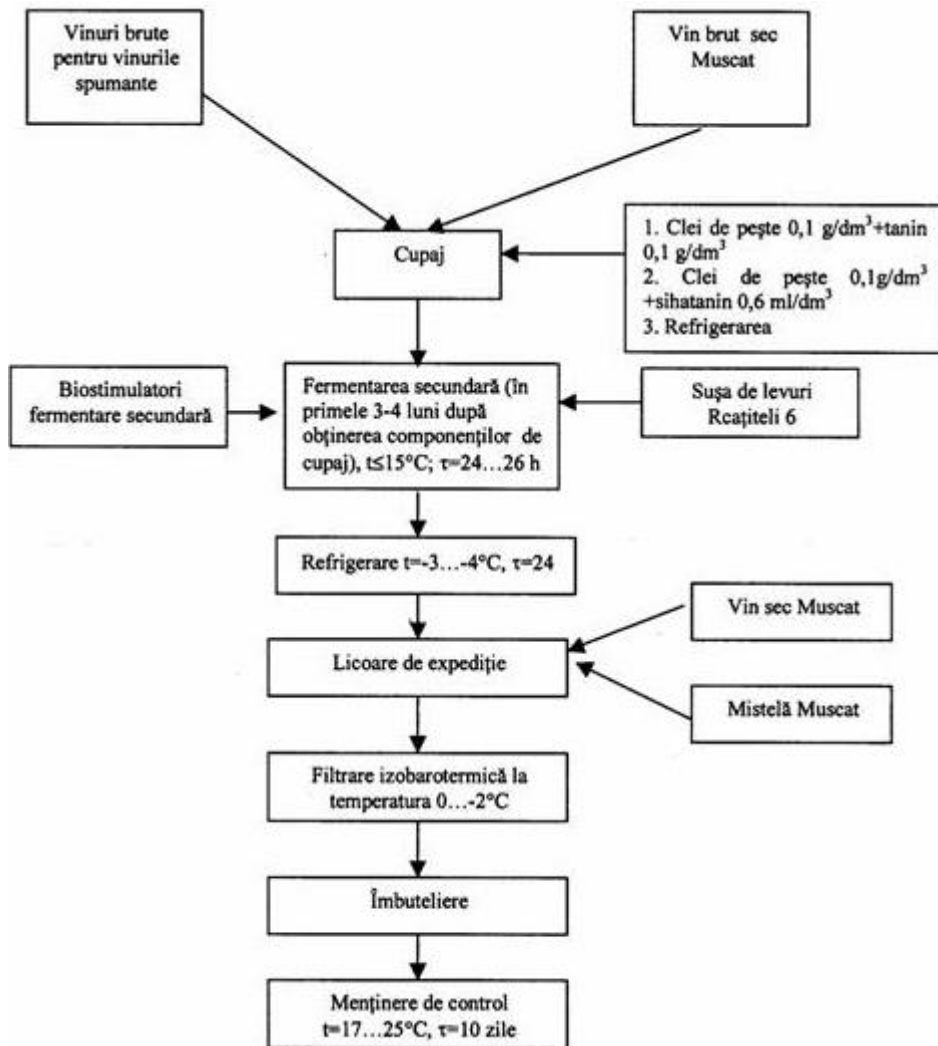 Vinuri brute
pentru vinurile
spumante
Vin brut sec
Muscat
Cupaj
1. Clei de pește 0,1 g/dm³+tanin
0,1 g/dm³
2. Clei de pește 0,1g/dm³
+sihatanin 0,6 ml/dm³
3. Refrigerarea
Biostimulatori
fermentare secundară
Fermentarea secundară (în
primele 3-4 luni după
obținerea componenților de
cupaj), t≤15°C; τ=24…26 h
Sușa de levuri
Rcațiteli 6
Refrigerare t=-3…-4°C, τ=24
Licoare de expediție
Vin sec Muscat
Mistelă Muscat
Filtrare izobarotermică la
temperatura 0…-2°C
Îmbuteliere
Menținere de control
t=17…25°C, τ=10 zile